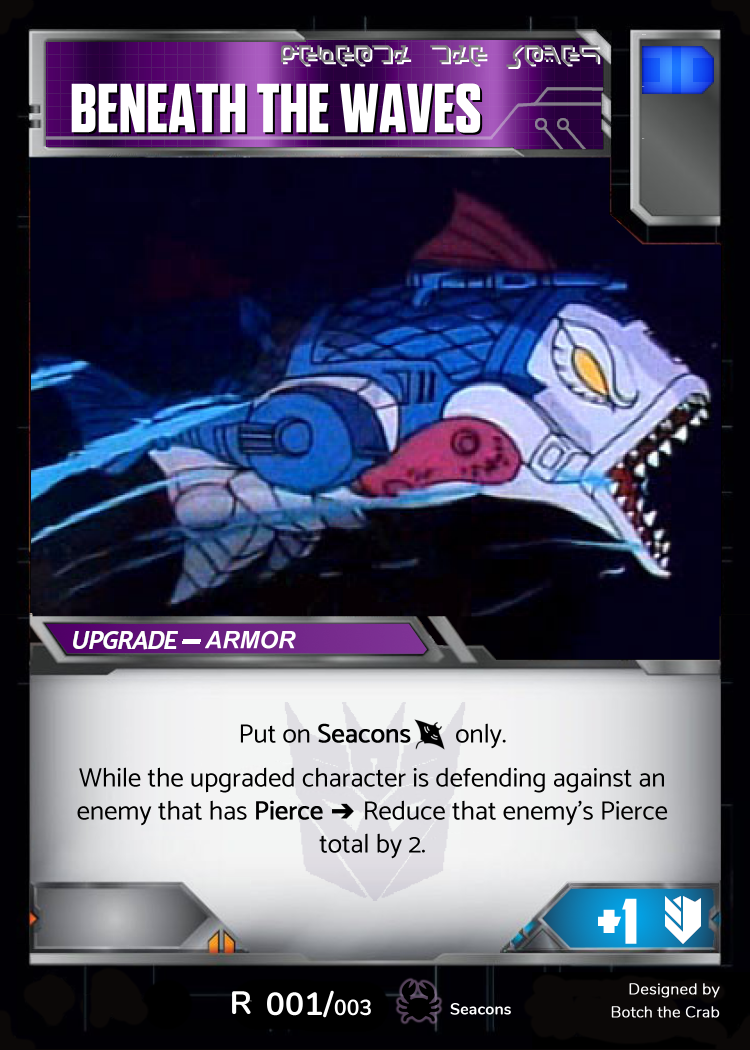 BENEATH THE WAVES
UPGRADE — ARMOR
Put on Seacons only.
While the upgraded character is defending against an
enemy that has Pierce ➔ Reduce that enemy's Pierce
total by 2.
+1
R 001/003
Seacons
Designed by
Botch the Crab